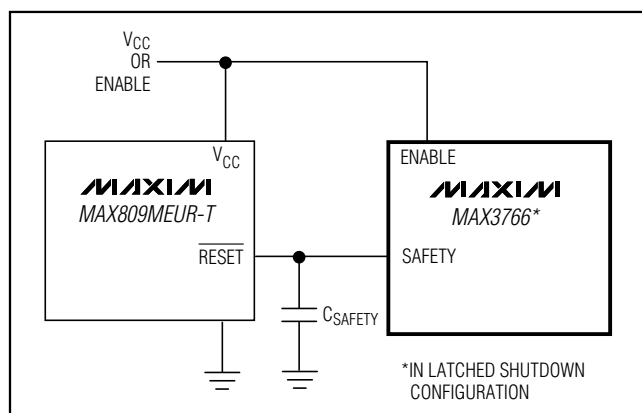 VCC
OR
ENABLE
VCC
MAXIM
MAX809MEUR-T
RESET
ENABLE
MAXIM
MAX3766*
SAFETY
CSAFETY
*IN LATCHED SHUTDOWN
CONFIGURATION